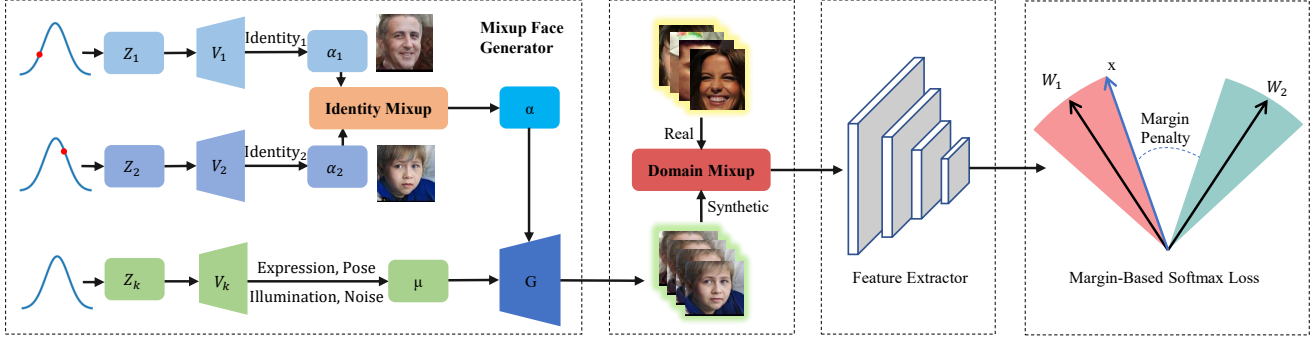 Z₁
V₁
Identity₁
α₁
Mixup Face
Generator
Identity Mixup
α
Z₂
V₂
Identity₂
α₂
Zₖ
Vₖ
Expression, Pose
Illumination, Noise
μ
G
Real
Domain Mixup
Synthetic
Feature Extractor
W₁
x
W₂
Margin
Penalty
Margin-Based Softmax Loss